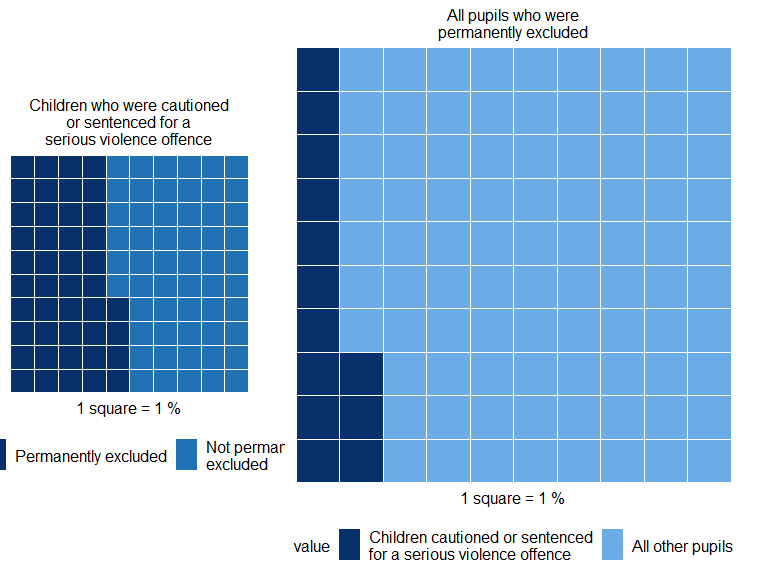 All pupils who were
permanently excluded
Children who were cautioned
or sentenced for a
serious violence offence
1 square = 1 %
Permanently excluded
Not perman
excluded
1 square = 1 %
value
Children cautioned or sentenced
for a serious violence offence
All other pupils